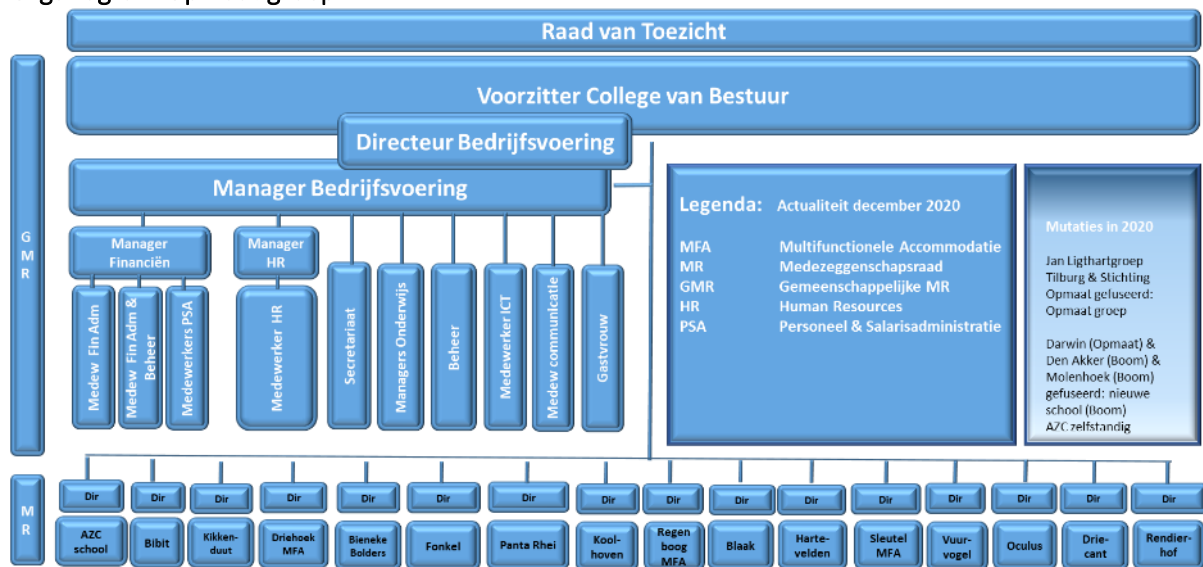 Raad van Toezicht
Voorzitter College van Bestuur
Directeur Bedrijfsvoering
Manager Bedrijfsvoering
G
M
R
Manager
Financiën
Manager
HR
Medew Fin Adm
Medew Fin Adm &
Beheer
Medewerkers PSA
Medewerker HR
Secretariaat
Managers Onderwijs
Beheer
Medewerker ICT
Medew communicatie
Gastvrouw
Legenda: Actualiteit december 2020
MFA Multifunctionele Accommodatie
MR Medezeggenschapsraad
GMR Gemeenschappelijke MR
HR Human Resources
PSA Personeel & Salarisadministratie
Mutaties in 2020
Jan Ligthartgroep
Tilburg & Stichting
Opmaat gefuseerd:
Opmaat groep
Darwin (Opmaat) &
Den Akker (Boom) &
Molenhoek (Boom)
gefuseerd: nieuwe
school (Boom)
AZC zelfstandig
M
R
Dir Dir Dir Dir Dir Dir Dir Dir Dir Dir Dir Dir Dir Dir Dir Dir
AZC
school
Bibit
Kikken-
duut
Driehoek
MFA
Bieneke
Bolders
Fonkel
Panta Rhei
Kool-
hoven
Regen
boog
MFA
Blaak
Harte-
velden
Sleutel
MFA
Vuur-
vogel
Oculus
Drie-
cant
Rendier-
hof